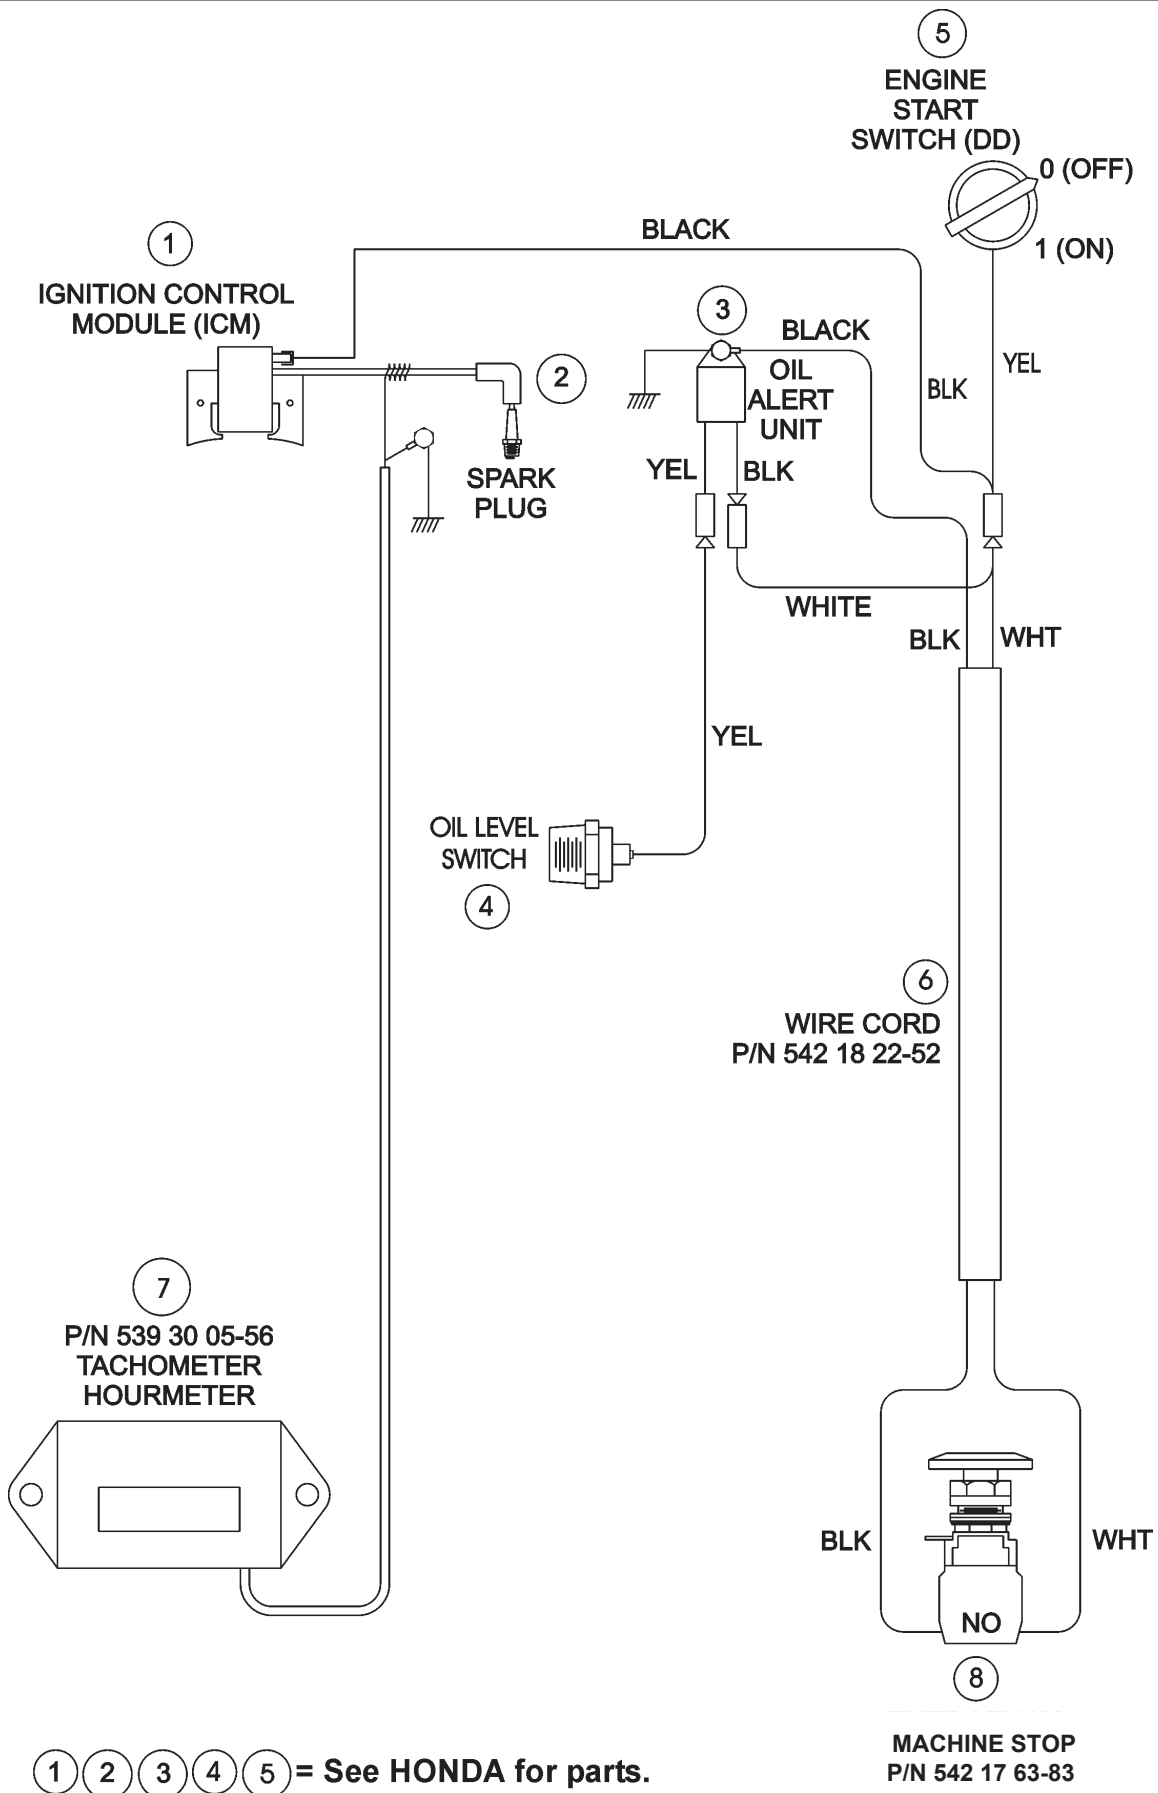 5
ENGINE
START
SWITCH (DD)
0 (OFF)
1 (ON)
BLACK
1
IGNITION CONTROL
MODULE (ICM)
3
BLACK
OIL
ALERT
UNIT
YEL
BLK
2
SPARK
PLUG
YEL
BLK
WHITE
BLK
WHT
YEL
OIL LEVEL
SWITCH
4
6
WIRE CORD
P/N 542 18 22-52
7
P/N 539 30 05-56
TACHOMETER
HOURMETER
BLK
WHT
NO
8
MACHINE STOP
P/N 542 17 63-83
1 2 3 4 5 = See HONDA for parts.